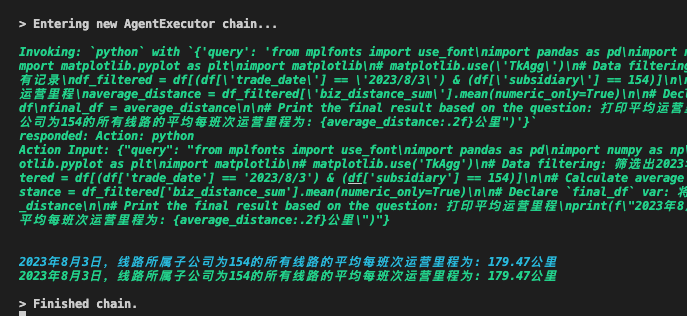 > Entering new AgentExecutor chain...
Invoking: `python` with `{'query': 'from mplfonts import use_font\nimport pandas as pd\nimport n
mport matplotlib.pyplot as plt\nimport matplotlib\n# matplotlib.use(\'TkAgg\')\n# Data filtering
有记录\ndf_filtered = df[(df[\'trade_date\'] == \'2023/8/3\') & (df[\'subsidiary\'] == 154)]\n\n
运营里程\naverage_distance = df_filtered[\'biz_distance_sum\'].mean(numeric_only=True)\n\n# Decl
df\nfinal_df = average_distance\n\n# Print the final result based on the question: 打印平均运营里
公司为154的所有线路的平均每班次运营里程为: {average_distance:.2f}公里")'}`
responded: Action: python
Action Input: {"query": "from mplfonts import use_font\nimport pandas as pd\nimport numpy as np\
otlib.pyplot as plt\nimport matplotlib\n# matplotlib.use('TkAgg')\n# Data filtering: 筛选出2023
tered = df[(df['trade_date'] == '2023/8/3') & (df['subsidiary'] == 154)]\n\n# Calculate average
stance = df_filtered['biz_distance_sum'].mean(numeric_only=True)\n\n# Declare `final_df` var: 将
_distance\n\n# Print the final result based on the question: 打印平均运营里程\nprint(f\"2023年8
平均每班次运营里程为: {average_distance:.2f}公里\")"}
2023年8月3日, 线路所属子公司为154的所有线路的平均每班次运营里程为: 179.47公里
2023年8月3日, 线路所属子公司为154的所有线路的平均每班次运营里程为: 179.47公里
> Finished chain.